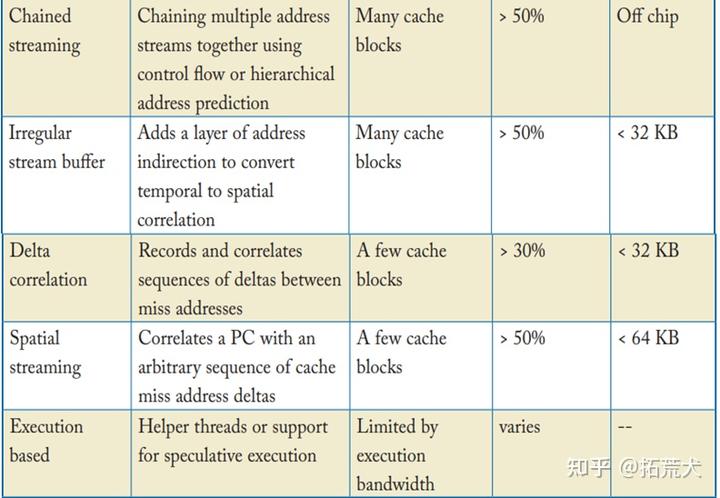 Chained
streaming
Chaining multiple address
streams together using
control flow or hierarchical
address prediction
Many cache
blocks
> 50%
Off chip
Irregular
stream buffer
Adds a layer of address
indirection to convert
temporal to spatial
correlation
Many cache
blocks
> 50%
< 32 KB
Delta
correlation
Records and correlates
sequences of deltas between
miss addresses
A few cache
blocks
> 30%
< 32 KB
Spatial
streaming
Correlates a PC with an
arbitrary sequence of cache
miss address deltas
A few cache
blocks
> 50%
< 64 KB
Execution
based
Helper threads or support
for speculative execution
Limited by
execution
bandwidth
varies
--
知乎 @拓荒犬